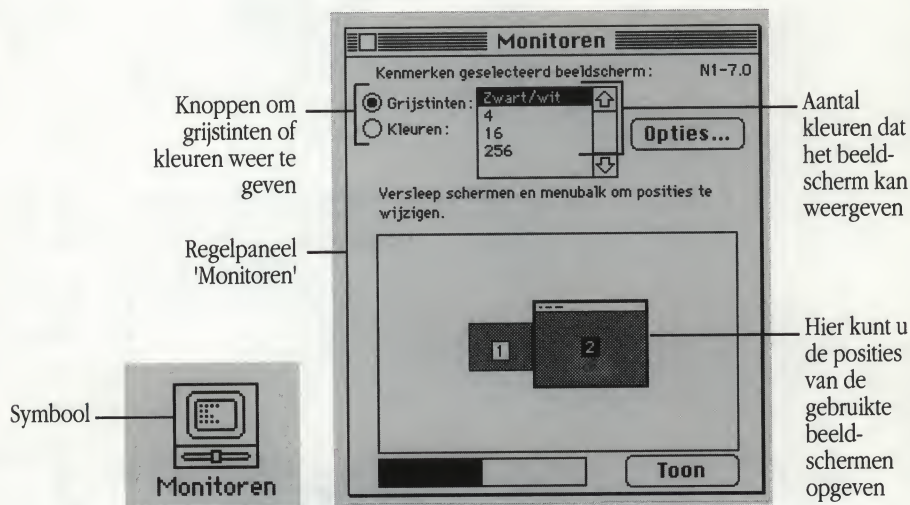 Monitoren
Kenmerken geselecteerd beeldscherm: N1-7.0
Grijstinten:
Kleuren:
Zwart/wit
4
16
256
Opties...
Versleep schermen en menubalk om posities te
wijzigen.
1
2
Toon
Knoppen om
grijstinten of
kleuren weer te
geven
Regelpaneel
'Monitoren'
Symbool
Monitoren
Aantal
kleuren dat
het beeld-
scherm kan
weergeven
Hier kunt u
de posities
van de
gebruikte
beeld-
schermen
opgeven